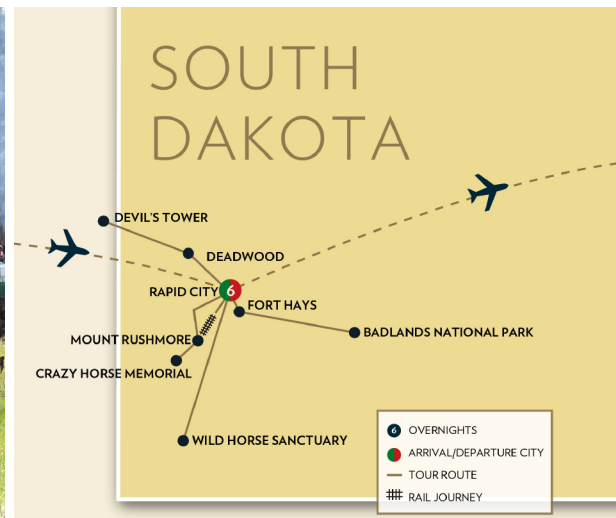 SOUTH
DAKOTA
DEVIL'S TOWER
DEADWOOD
RAPID CITY
6
FORT HAYS
MOUNT RUSHMORE
BADLANDS NATIONAL PARK
CRAZY HORSE MEMORIAL
WILD HORSE SANCTUARY
6 OVERNIGHTS
ARRIVAL/DEPARTURE CITY
TOUR ROUTE
RAIL JOURNEY